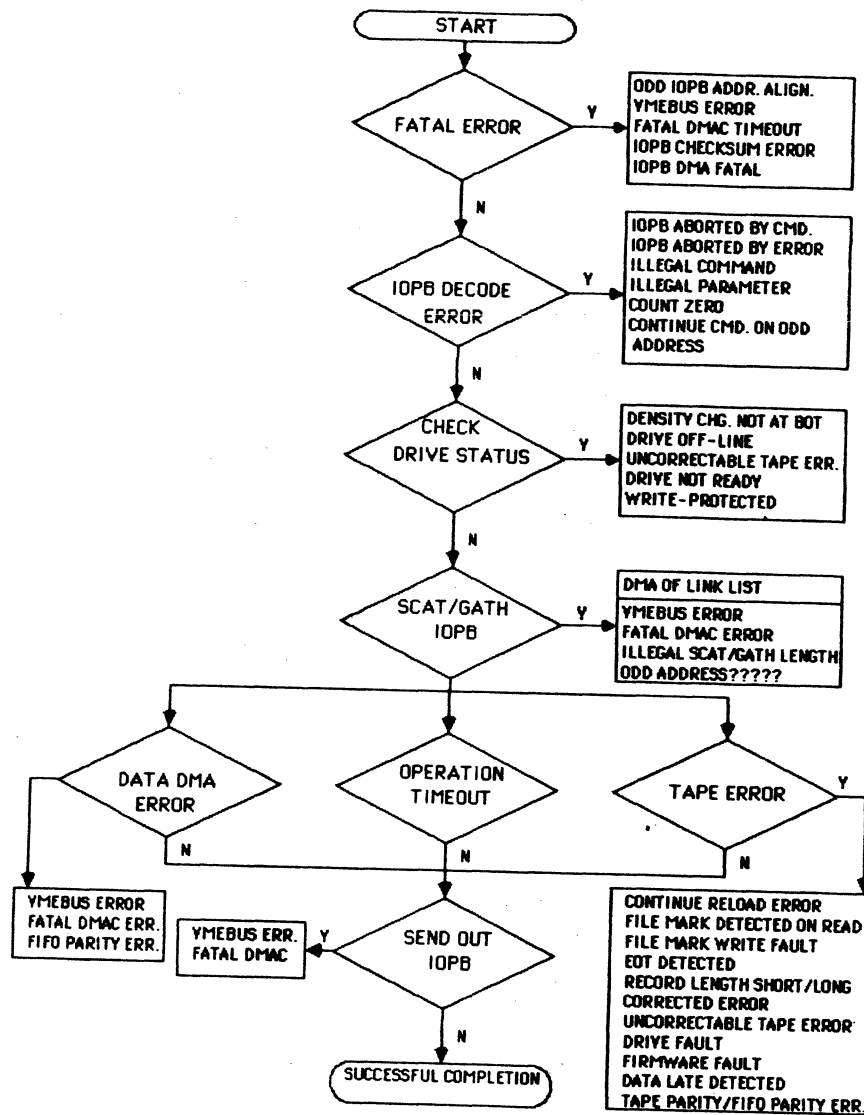 START
FATAL ERROR
Y
ODD IOPB ADDR. ALIGN.
VMEBUS ERROR
FATAL DMAC TIMEOUT
IOPB CHECKSUM ERROR
IOPB DMA FATAL
N
IOPB DECODE
ERROR
Y
IOPB ABORTED BY CMD.
IOPB ABORTED BY ERROR
ILLEGAL COMMAND
ILLEGAL PARAMETER
COUNT ZERO
CONTINUE CMD. ON ODD
ADDRESS
N
CHECK
DRIVE STATUS
Y
DENSITY CHG. NOT AT BOT
DRIVE OFF-LINE
UNCORRECTABLE TAPE ERR.
DRIVE NOT READY
WRITE-PROTECTED
N
SCAT/GATH
IOPB
Y
DMA OF LINK LIST
VMEBUS ERROR
FATAL DMAC ERROR
ILLEGAL SCAT/GATH LENGTH
ODD ADDRESS?????
DATA DMA
ERROR
N
OPERATION
TIMEOUT
N
TAPE ERROR
Y
N
VMEBUS ERROR
FATAL DMAC ERR.
FIFO PARITY ERR.
VMEBUS ERR.
FATAL DMAC
Y
SEND OUT
IOPB
N
SUCCESSFUL COMPLETION
CONTINUE RELOAD ERROR
FILE MARK DETECTED ON READ
FILE MARK WRITE FAULT
EOT DETECTED
RECORD LENGTH SHORT/LONG
CORRECTED ERROR
UNCORRECTABLE TAPE ERROR
DRIVE FAULT
FIRMWARE FAULT
DATA LATE DETECTED
TAPE PARITY/FIFO PARITY ERR.